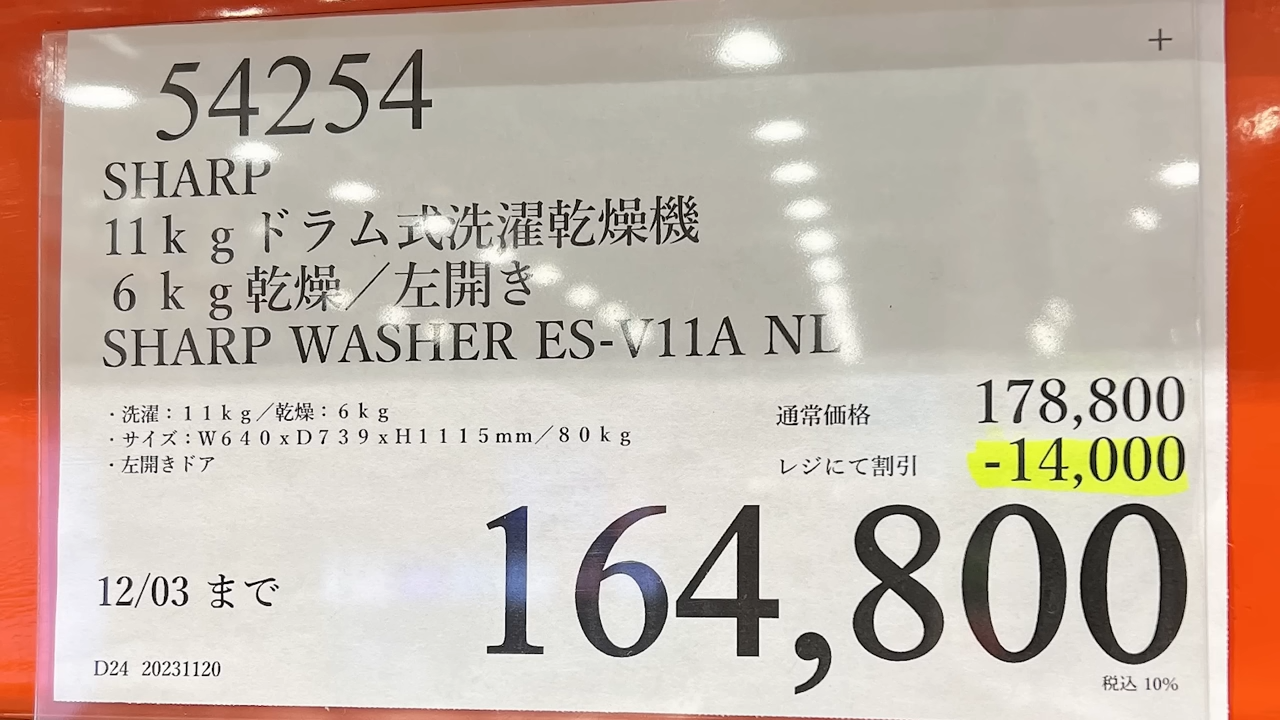 +
54254
SHARP
11ｋｇドラム式洗濯乾燥機
６ｋｇ乾燥／左開き
SHARP WASHER ES-V11A NL
・洗濯：１１ｋｇ／乾燥：６ｋｇ
・サイズ：Ｗ６４０ｘＤ７３９ｘＨ１１１５mm／８０ｋｇ
・左開きドア
通常価格 178,800
レジにて割引 -14,000
164,800
12/03 まで
D24 20231120
税込 10%